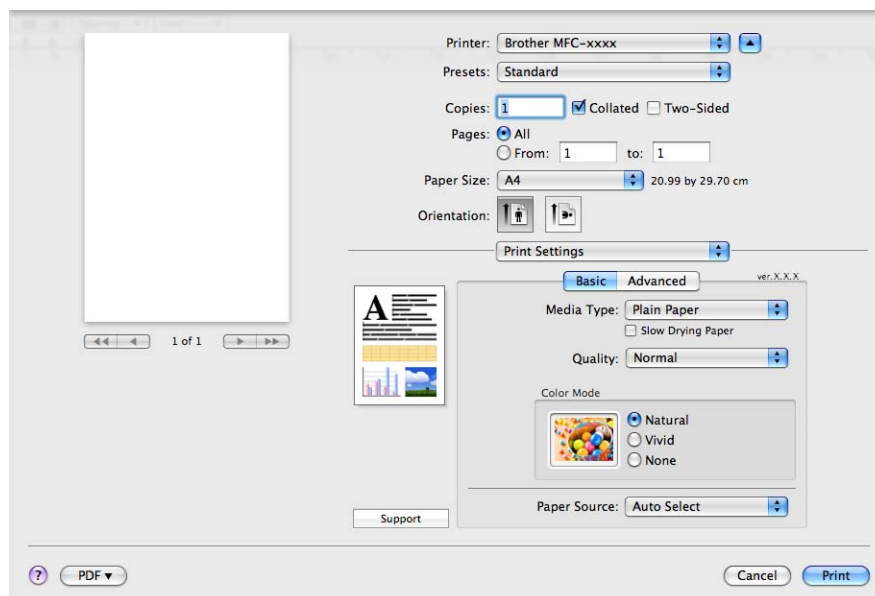 Printer: Brother MFC-xxxx
Presets: Standard
Copies: 1 Collated Two-Sided
Pages: All
From: 1 to: 1
Paper Size: A4 20.99 by 29.70 cm
Orientation:
Print Settings
Basic Advanced ver.X.X.X
Media Type: Plain Paper
Slow Drying Paper
Quality: Normal
Color Mode
Natural
Vivid
None
Paper Source: Auto Select
A
1 of 1
Support
? PDF▼ Cancel Print